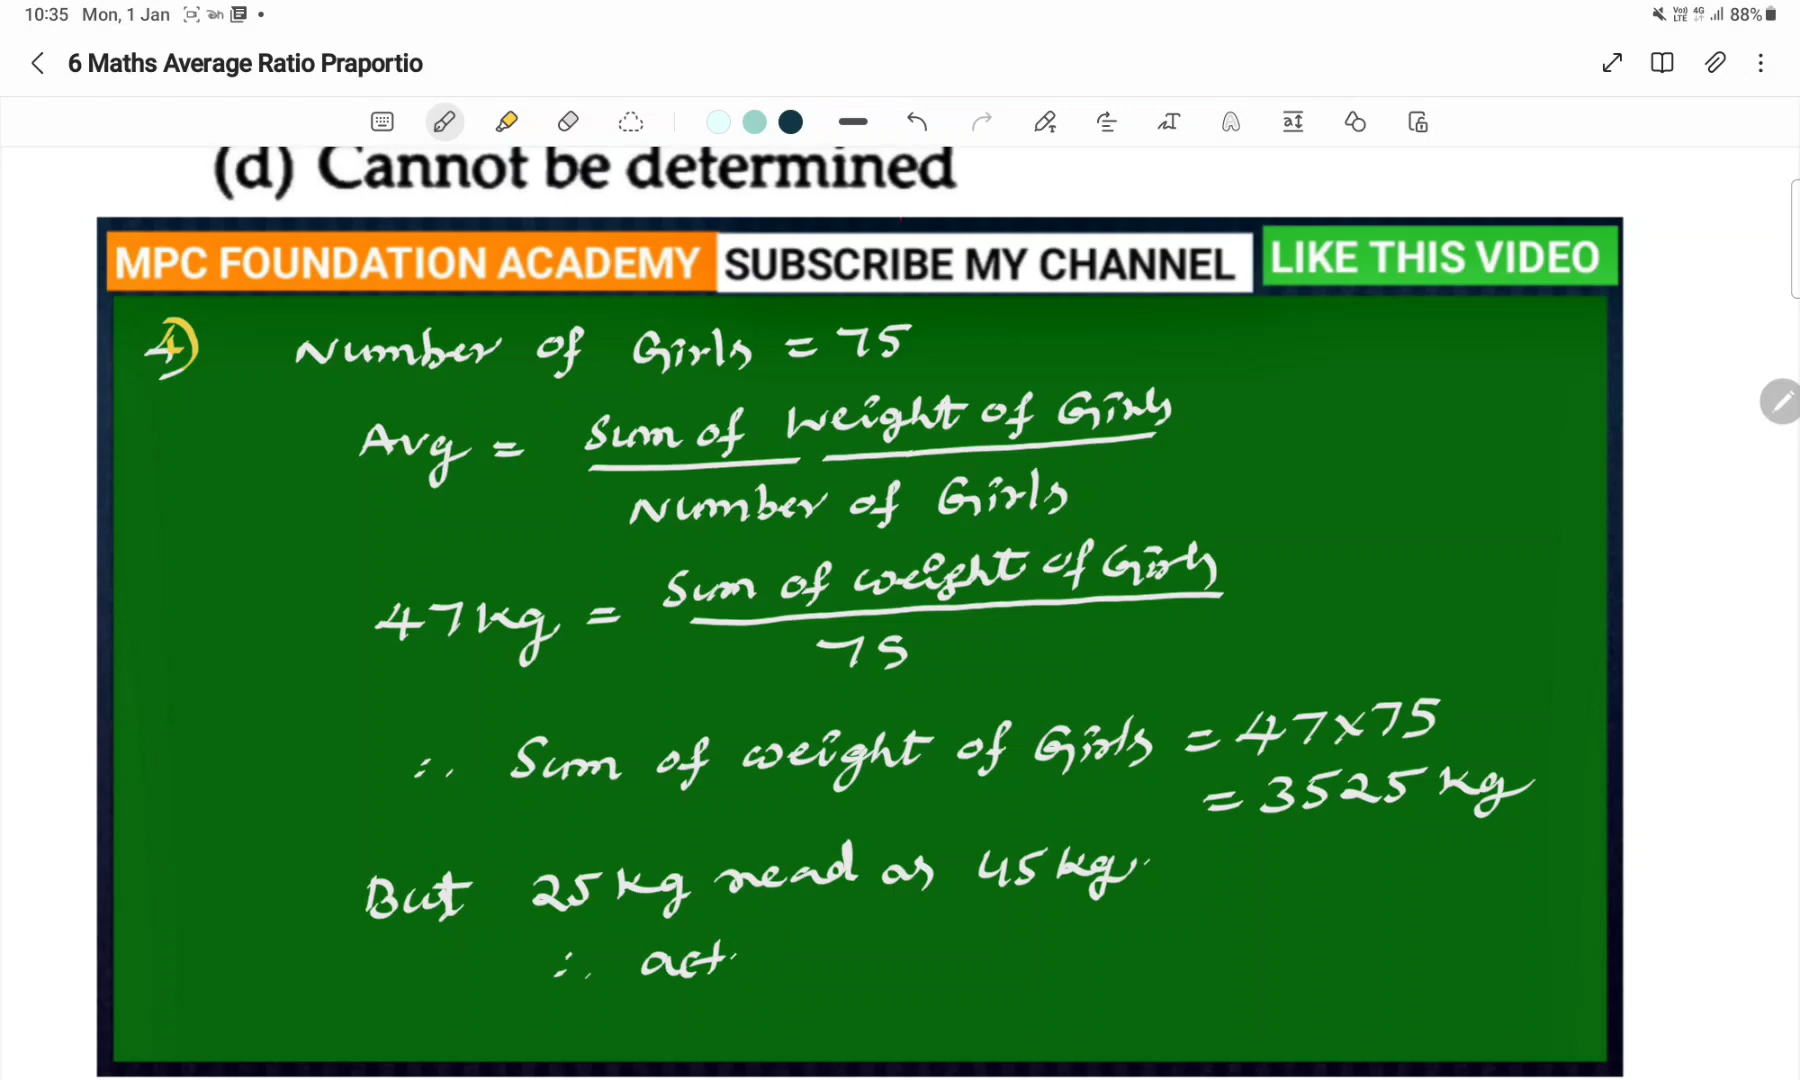 10:35 Mon, 1 Jan 88%
6 Maths Average Ratio Praportio
(d) Cannot be determined
MPC FOUNDATION ACADEMY SUBSCRIBE MY CHANNEL LIKE THIS VIDEO
4) Number of Girls = 75
Avg = Sum of weight of Girls
Number of Girls
47kg = Sum of weight of Girls
75
∴ Sum of weight of Girls = 47×75
= 3525 kg
But 25 kg read as 45 kg.
∴ act